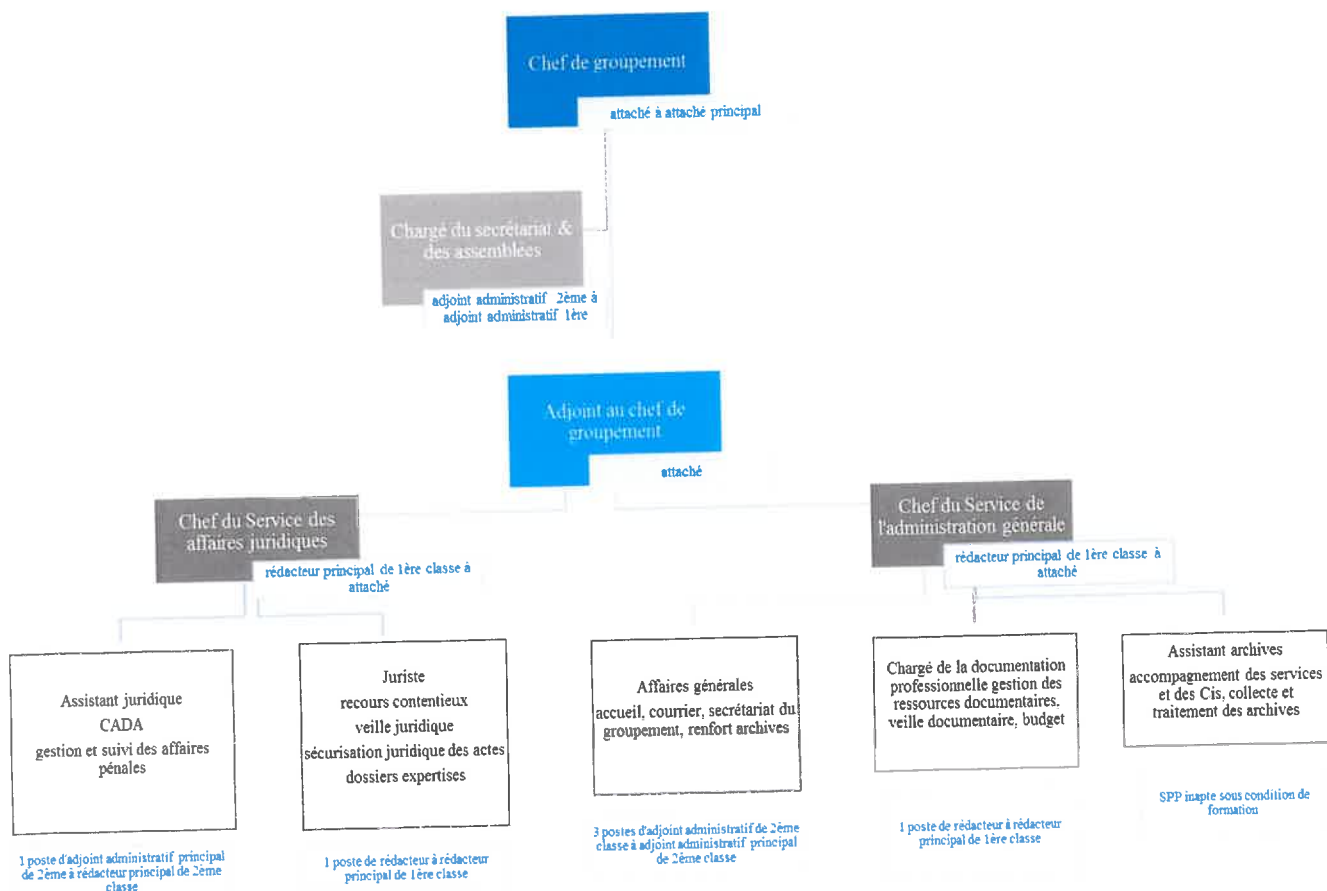 Chef de groupement
attaché à attaché principal
Chargé du secrétariat &
des assemblées
adjoint administratif 2ème à
adjoint administratif 1ère
Adjoint au chef de
groupement
attaché
Chef du Service des
affaires juridiques
rédacteur principal de 1ère classe à
attaché
Chef du Service de
l'administration générale
rédacteur principal de 1ère classe à
attaché
Assistant juridique
CADA
gestion et suivi des affaires
pénales
1 poste d'adjoint administratif principal
de 2ème à rédacteur principal de 2ème
classe
Juriste
recours contentieux
veille juridique
sécurisation juridique des actes
dossiers expertises
1 poste de rédacteur à rédacteur
principal de 1ère classe
Affaires générales
accueil, courrier, secrétariat du
groupement, renfort archives
3 postes d'adjoint administratif de 2ème
classe à adjoint administratif principal
de 2ème classe
Chargé de la documentation
professionnelle gestion des
ressources documentaires,
veille documentaire, budget
1 poste de rédacteur à rédacteur
principal de 1ère classe
Assistant archives
accompagnement des services
et des Cis, collecte et
traitement des archives
SPP inapte sous condition de
formation